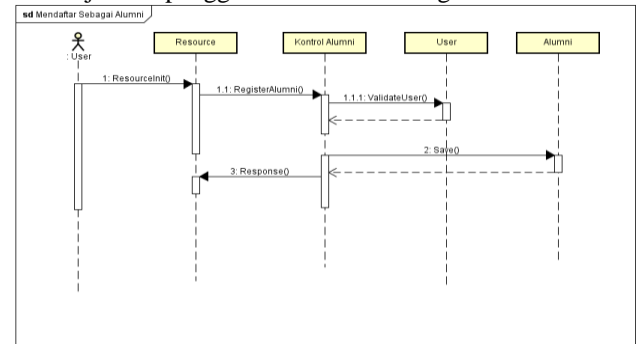 sd Mendaftar Sebagai Alumni
: User
Resource
Kontrol Alumni
User
Alumni
1: ResourceInit()
1.1: RegisterAlumni()
1.1.1: ValidateUser()
2: Save()
3: Response()